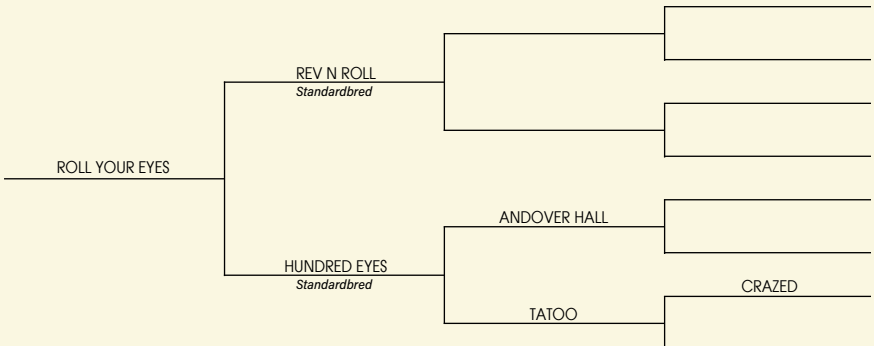 REV N ROLL
Standardbred
ROLL YOUR EYES
ANDOVER HALL
HUNDRED EYES
Standardbred
CRAZED
TATOO